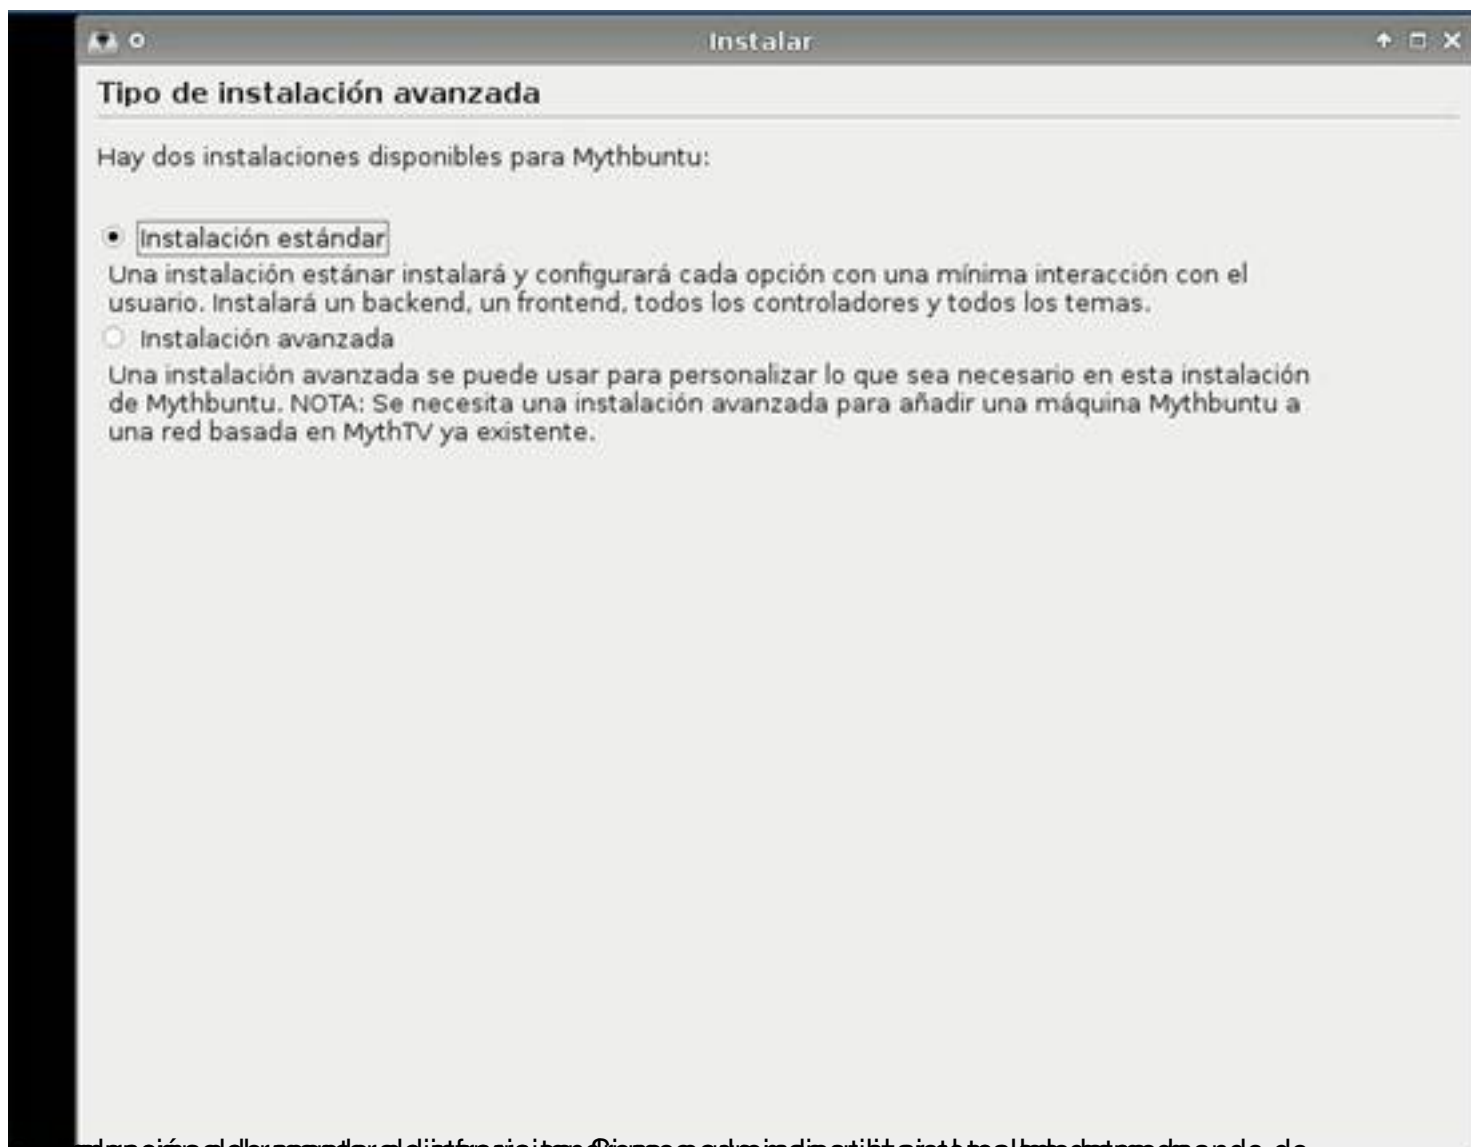 Instalar
Tipo de instalación avanzada
Hay dos instalaciones disponibles para Mythbuntu:
Instalación estándar
Una instalación estánar instalará y configurará cada opción con una mínima interacción con el
usuario. Instalará un backend, un frontend, todos los controladores y todos los temas.
Instalación avanzada
Una instalación avanzada se puede usar para personalizar lo que sea necesario en esta instalación
de Mythbuntu. NOTA: Se necesita una instalación avanzada para añadir una máquina Mythbuntu a
una red basada en MythTV ya existente.